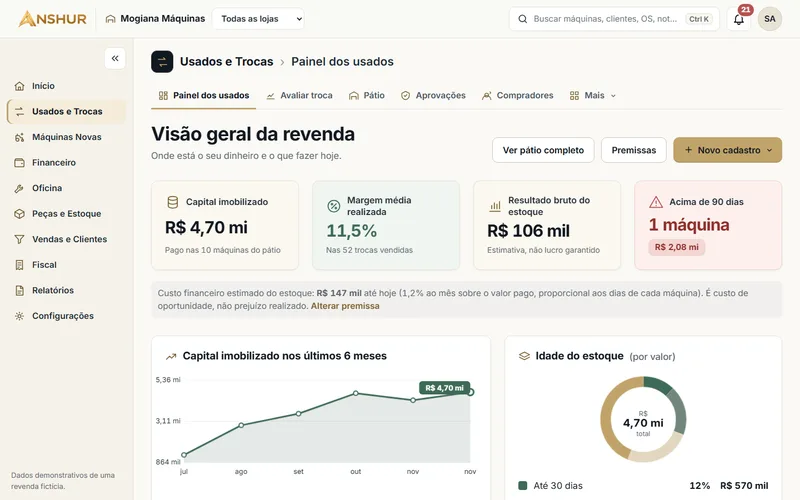 ANSHUR
Mogiana Máquinas
Todas as lojas
Buscar máquinas, clientes, OS, not...
Ctrl K
21
SA
«
Início
Usados e Trocas
Máquinas Novas
Financeiro
Oficina
Peças e Estoque
Vendas e Clientes
Fiscal
Relatórios
Configurações
Dados demonstrativos de uma
revenda fictícia.
Usados e Trocas › Painel dos usados
Painel dos usados
Avaliar troca
Pátio
Aprovações
Compradores
Mais
Visão geral da revenda
Onde está o seu dinheiro e o que fazer hoje.
Ver pátio completo
Premissas
+ Novo cadastro
Capital imobilizado
R$ 4,70 mi
Pago nas 10 máquinas do pátio
Margem média
realizada
11,5%
Nas 52 trocas vendidas
Resultado bruto do
estoque
R$ 106 mil
Estimativa, não lucro garantido
Acima de 90 dias
1 máquina
R$ 2,08 mi
Custo financeiro estimado do estoque: R$ 147 mil até hoje (1,2% ao mês sobre o valor pago, proporcional aos dias de cada máquina). É custo de
oportunidade, não prejuízo realizado. Alterar premissa
Capital imobilizado nos últimos 6 meses
R$ 4,70 mi
5,36 mi
3,11 mi
864 mil
jul
ago
set
out
nov
nov
Idade do estoque (por valor)
R$
4,70 mi
total
Até 30 dias
12%
R$ 570 mil